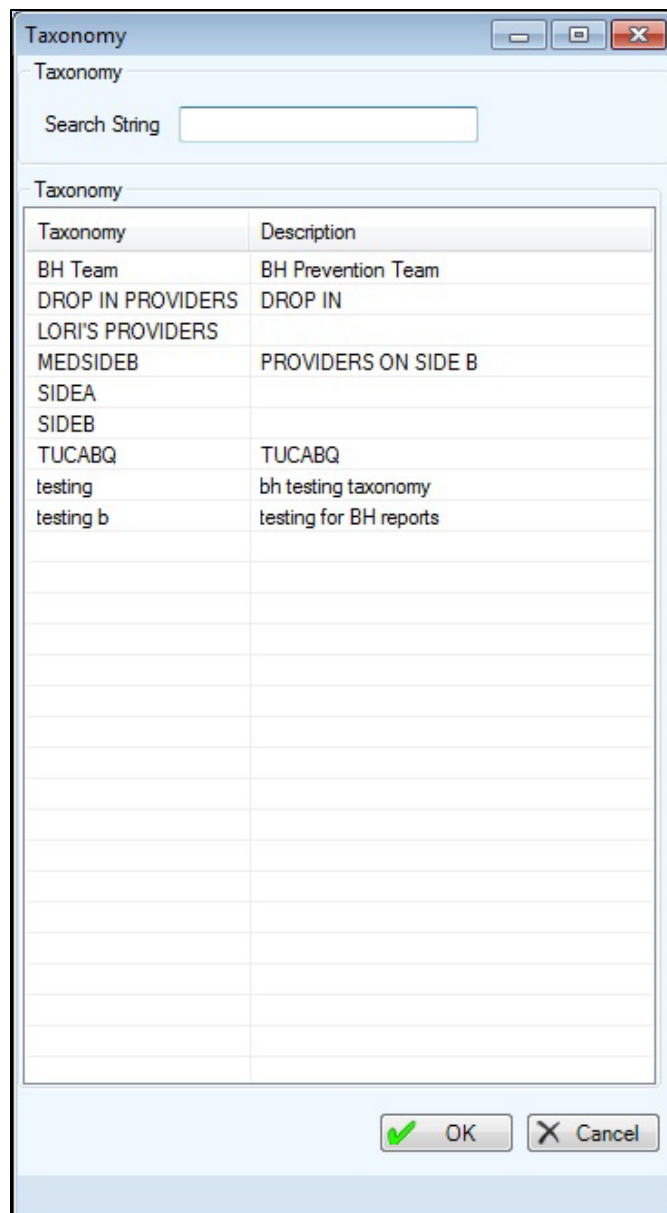 Taxonomy
Taxonomy
Search String
Taxonomy
Taxonomy Description
BH Team BH Prevention Team
DROP IN PROVIDERS DROP IN
LORI'S PROVIDERS
MEDSIDEB PROVIDERS ON SIDE B
SIDEA
SIDEB
TUCABQ TUCABQ
testing bh testing taxonomy
testing b testing for BH reports
OK Cancel